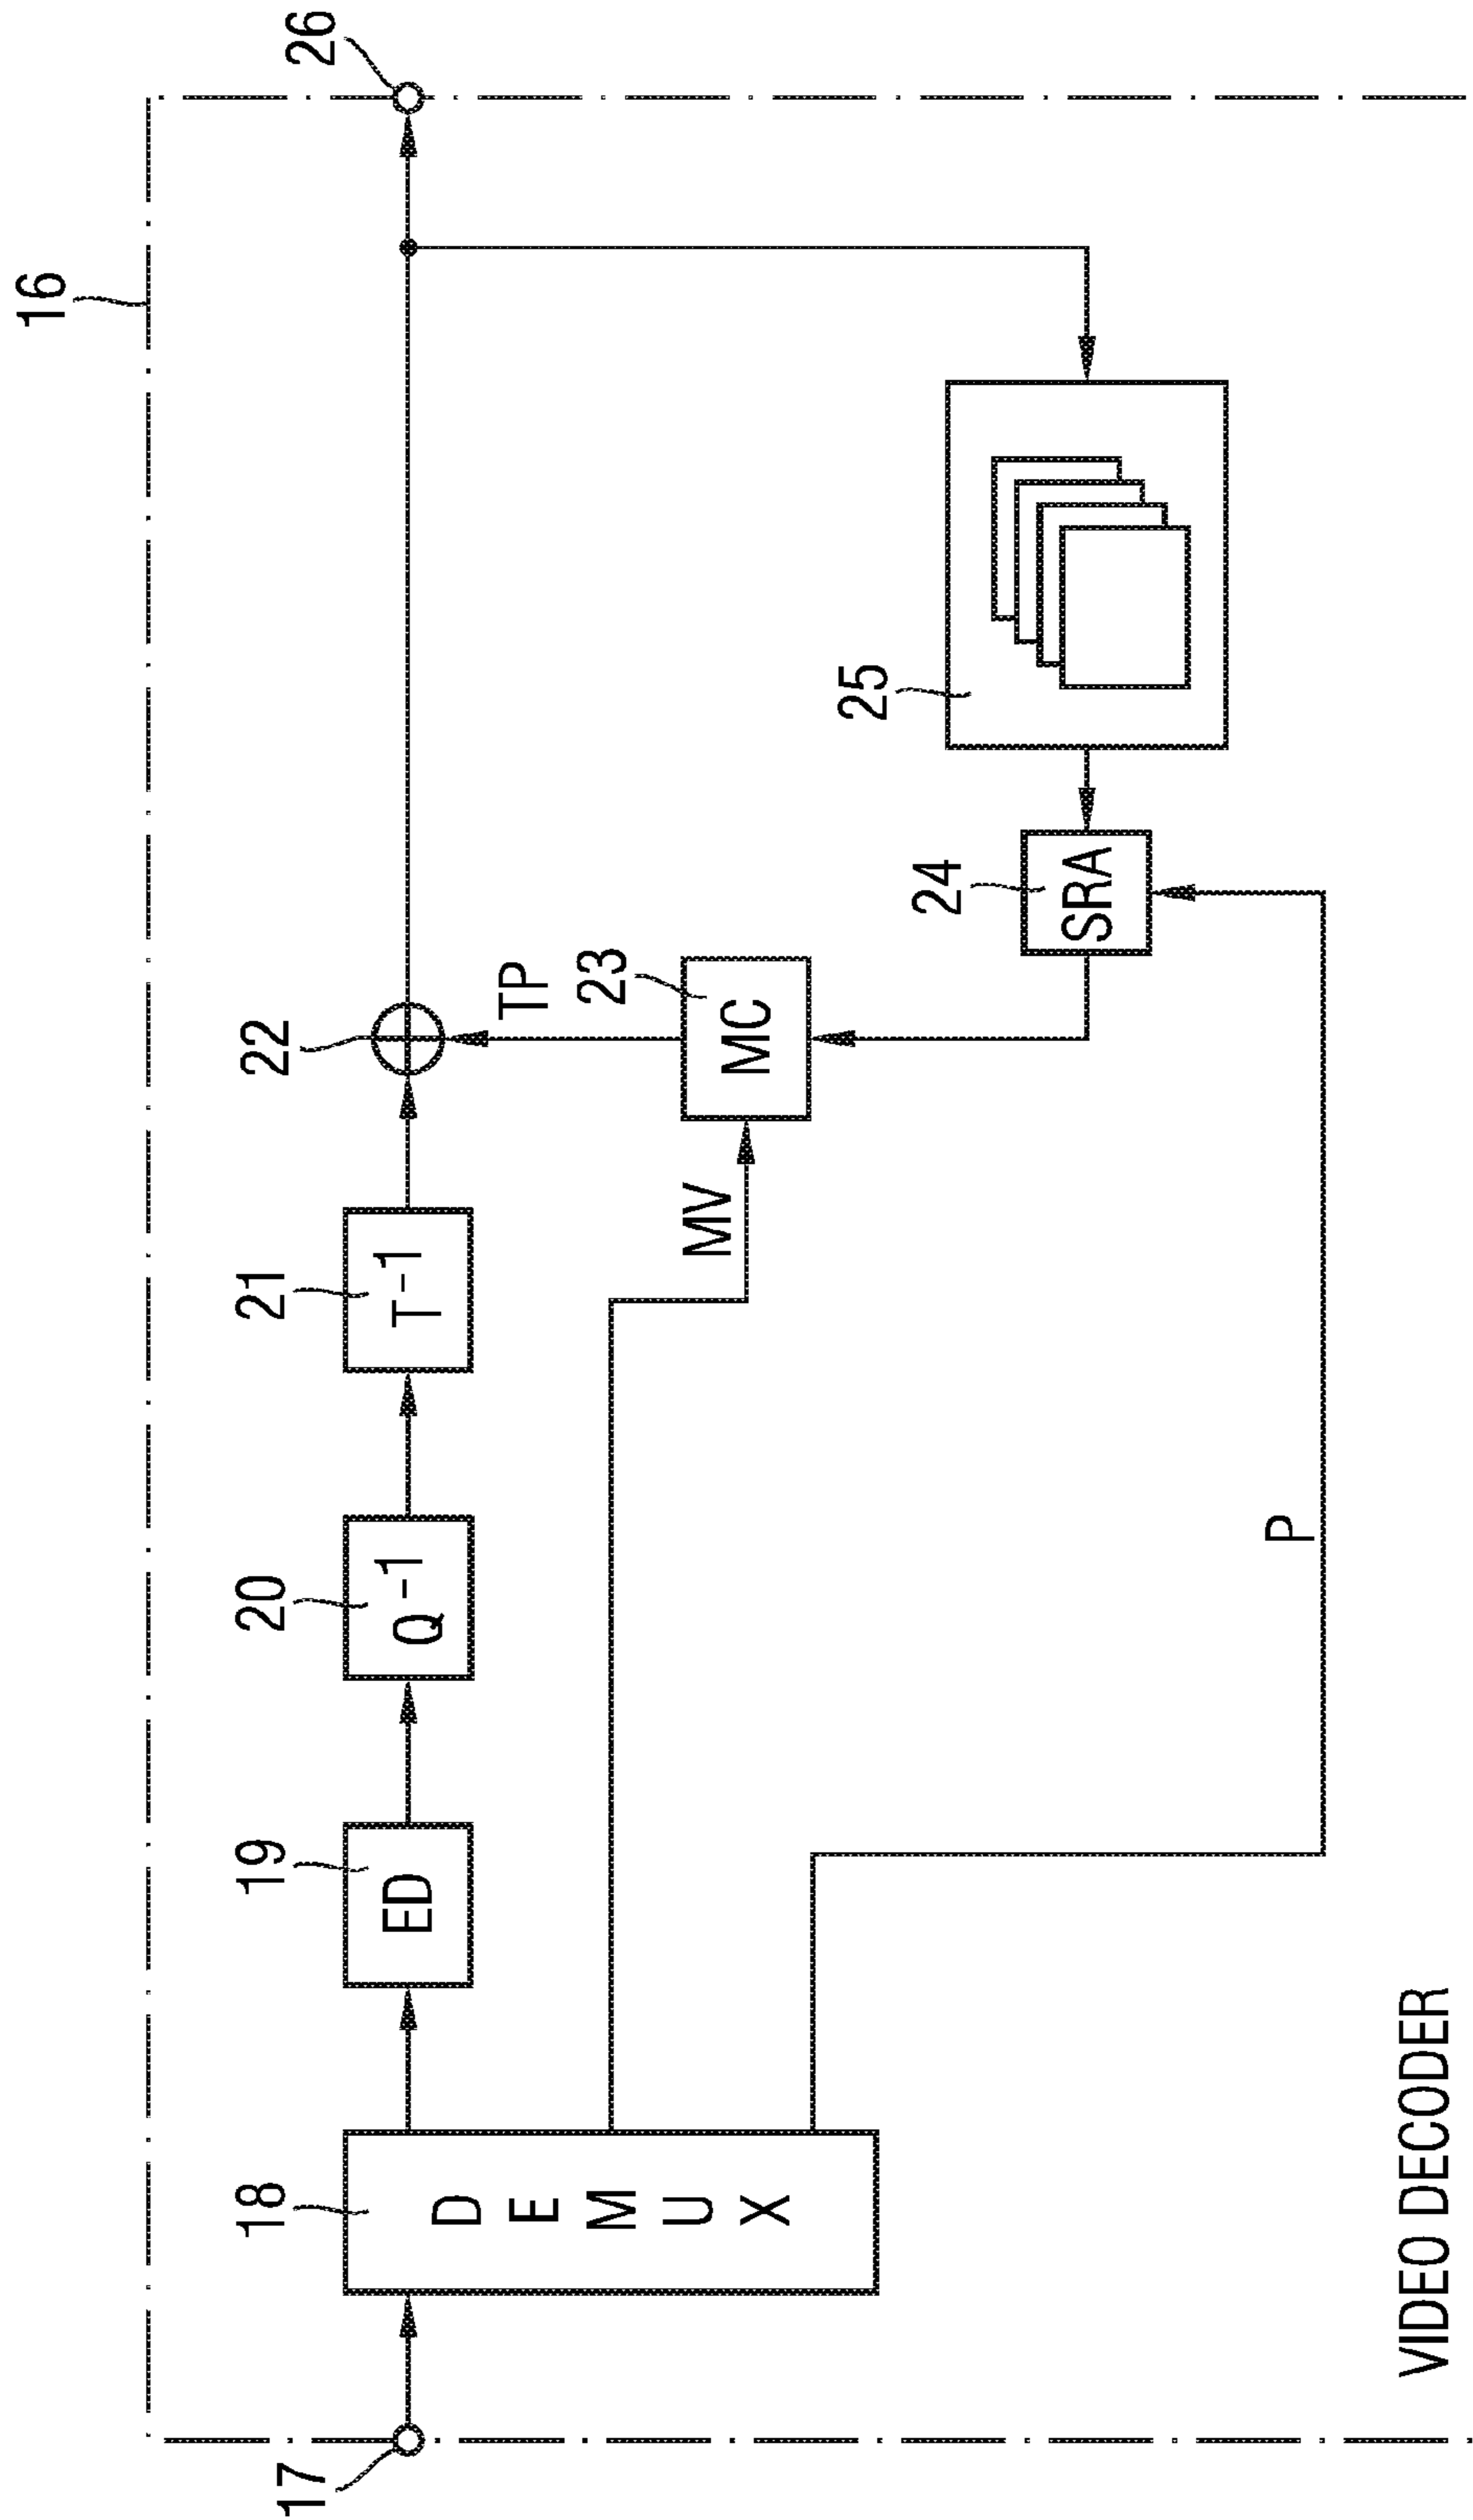 16
17
18
DEMUX
19
ED
20
Q⁻¹
21
T⁻¹
22
26
TP
23
MC
MV
24
SRA
25
P
VIDEO DECODER